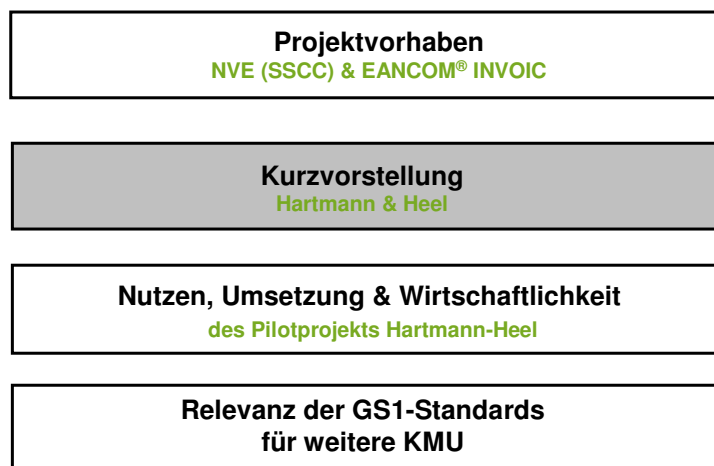 Projektvorhaben
NVE (SSCC) & EANCOM® INVOIC
Kurzvorstellung
Hartmann & Heel
Nutzen, Umsetzung & Wirtschaftlichkeit
des Pilotprojekts Hartmann-Heel
Relevanz der GS1-Standards
für weitere KMU